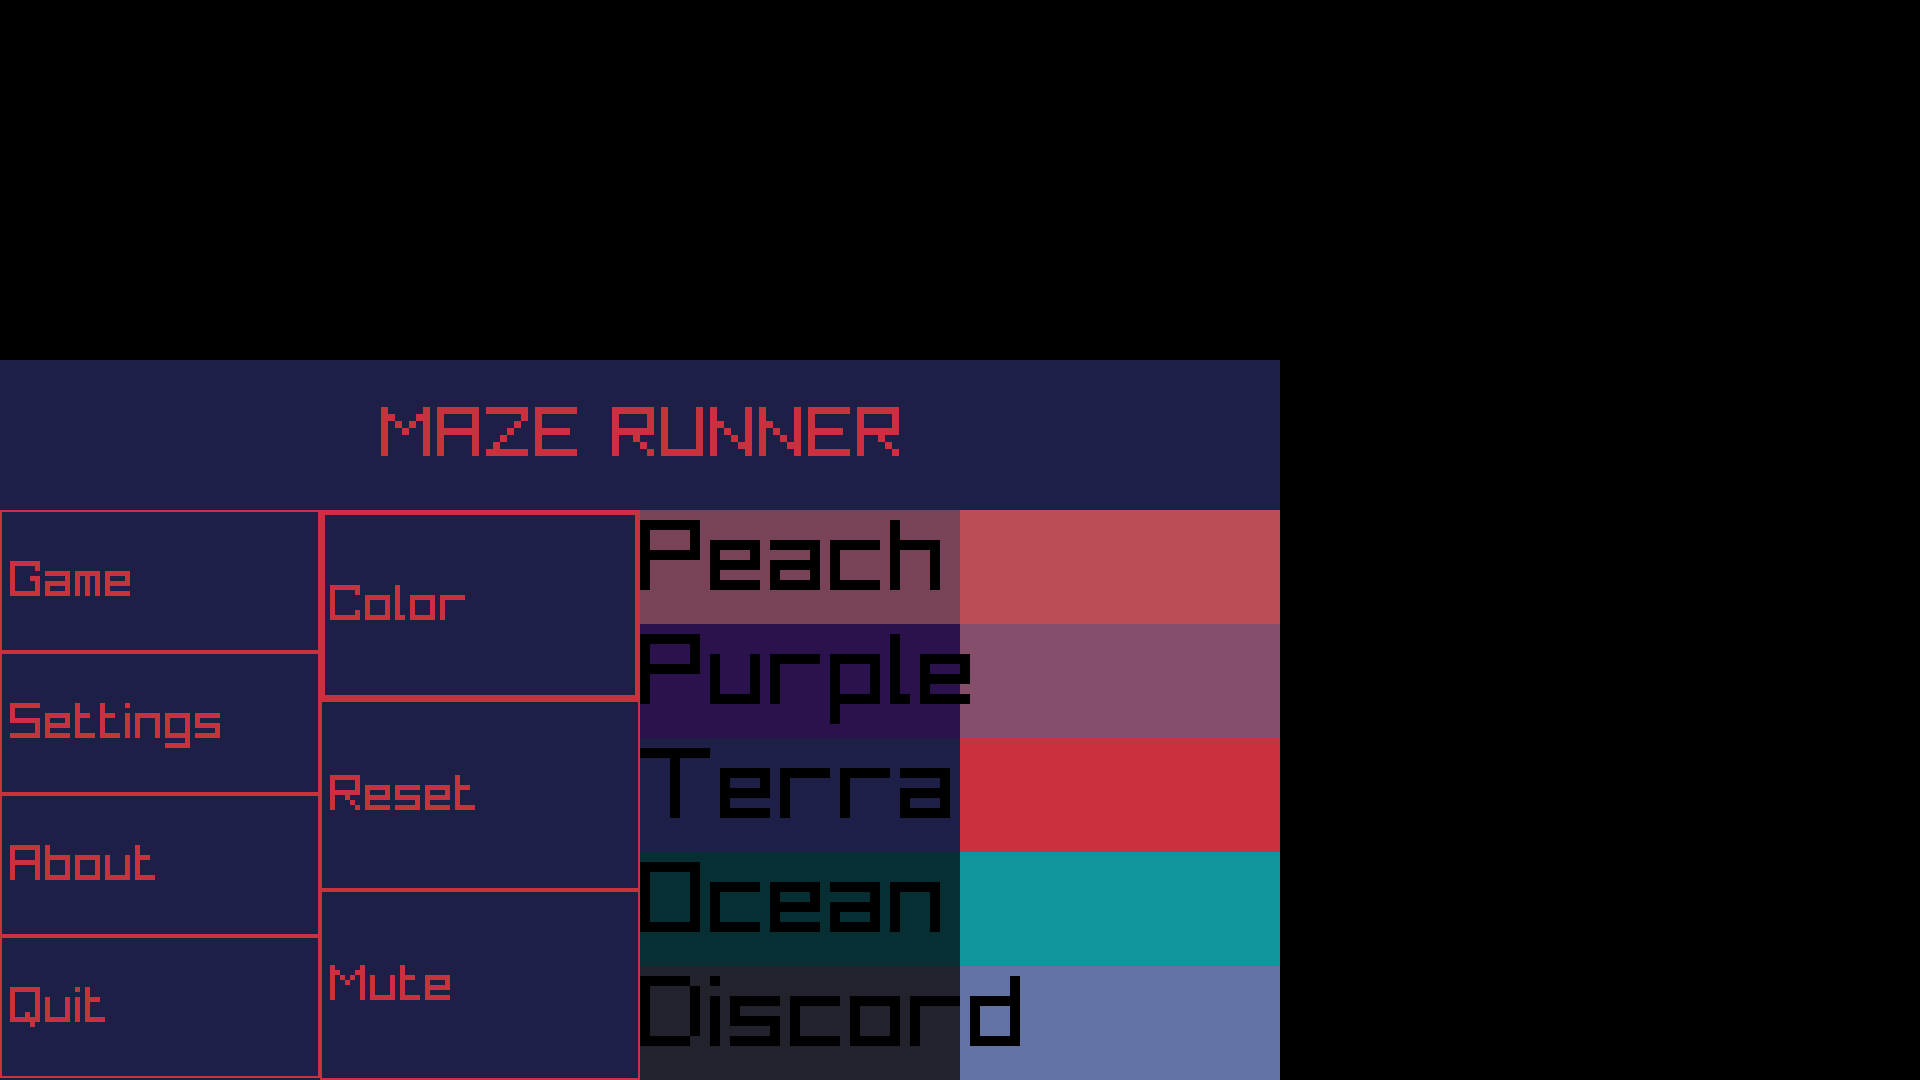 MAZE RUNNER
Game
Settings
About
Quit
Color
Reset
Mute
Peach
Purple
Terra
Ocean
Discord